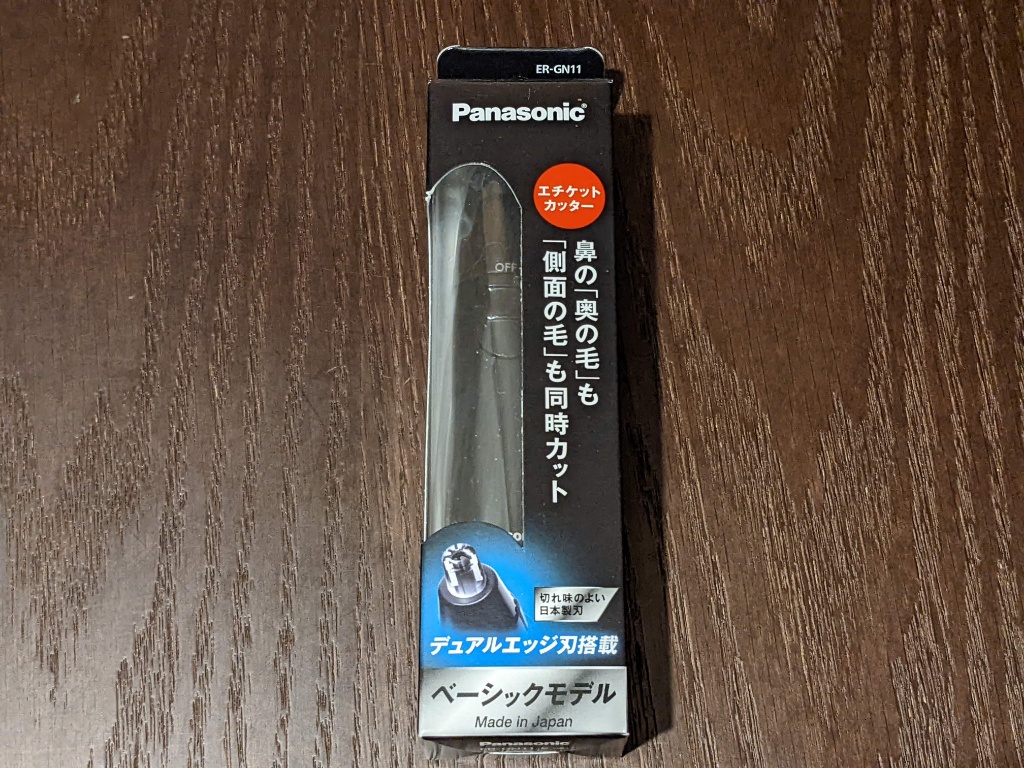 ER-GN11
Panasonic®
エチケット
カッター
鼻の「奥の毛」も
「側面の毛」も同時カット
OFF
切れ味のよい
日本製刃
デュアルエッジ刃搭載
ベーシックモデル
Made in Japan
Panasonic